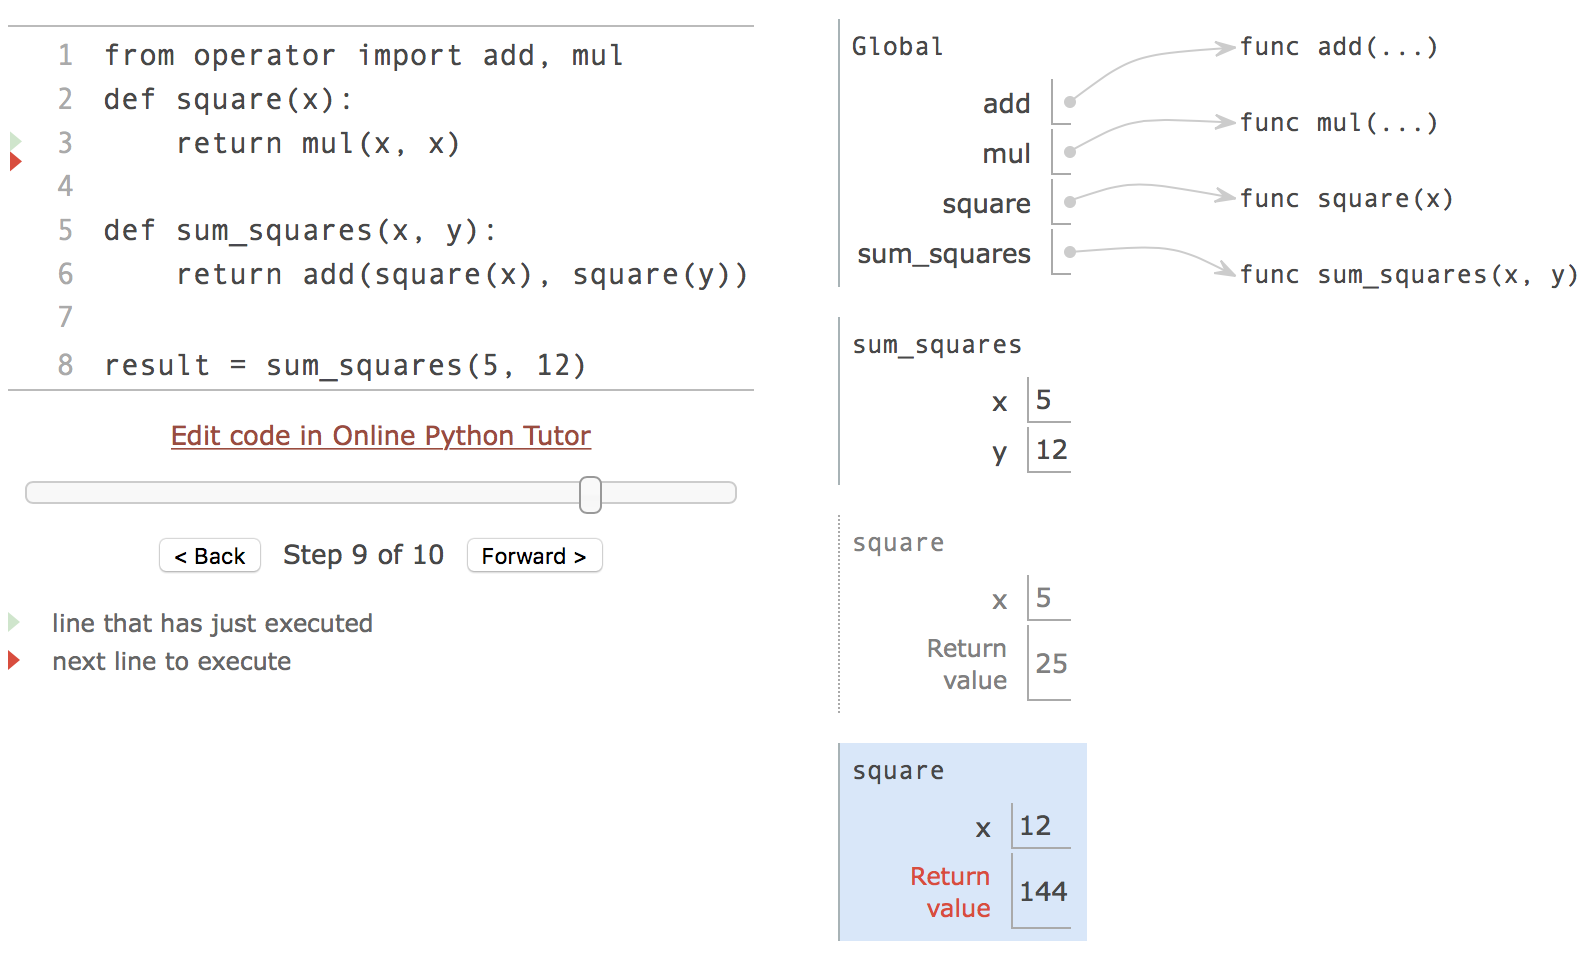 1 from operator import add, mul
2 def square(x):
3     return mul(x, x)
4
5 def sum_squares(x, y):
6     return add(square(x), square(y))
7
8 result = sum_squares(5, 12)
Edit code in Online Python Tutor
< Back Step 9 of 10 Forward >
line that has just executed
next line to execute
Global
add
mul
square
sum_squares
func add(...)
func mul(...)
func square(x)
func sum_squares(x, y)
sum_squares
x 5
y 12
square
x 5
Return
value 25
square
x 12
Return
value 144